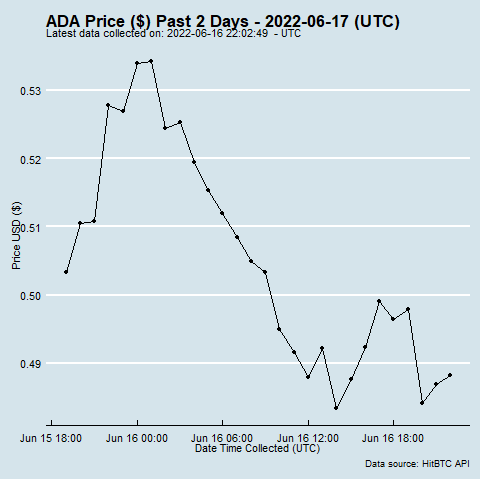 ADA Price ($) Past 2 Days - 2022-06-17 (UTC)
Latest data collected on: 2022-06-16 22:02:49  - UTC
0.53
0.52
0.51
0.50
0.49
Price USD ($)
Jun 15 18:00 Jun 16 00:00 Jun 16 06:00 Jun 16 12:00 Jun 16 18:00
Date Time Collected (UTC)
Data source: HitBTC API